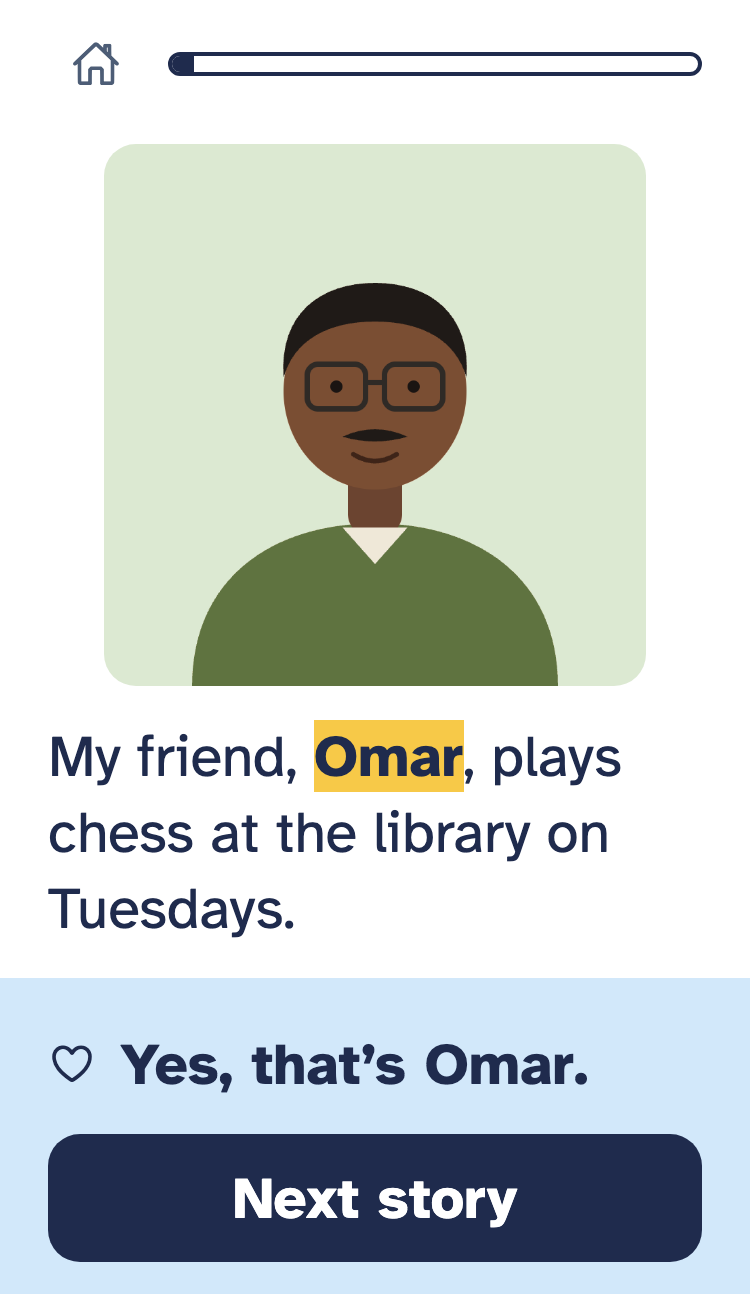 My friend, Omar, plays
chess at the library on
Tuesdays.
Yes, that’s Omar.
Next story